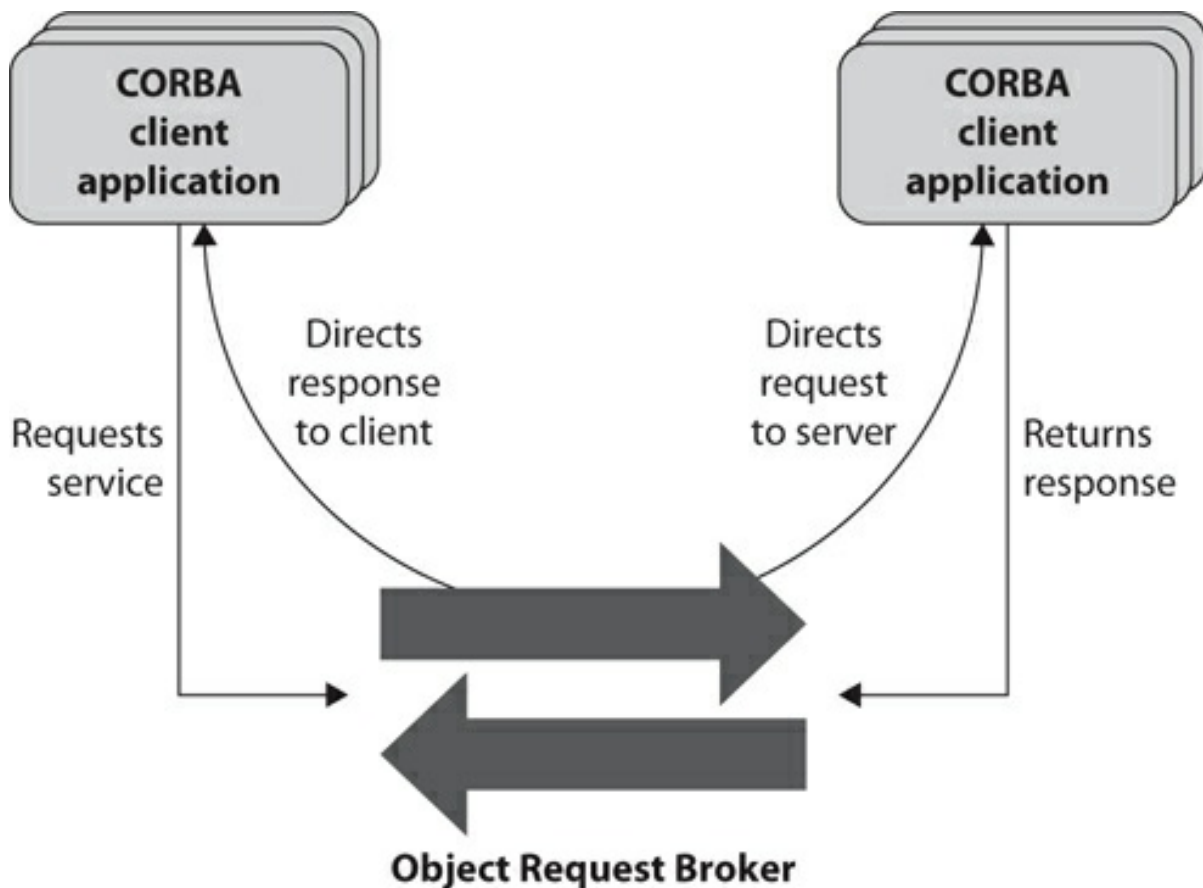 CORBA
client
application
CORBA
client
application
Directs
response
to client
Directs
request
to server
Requests
service
Returns
response
Object Request Broker